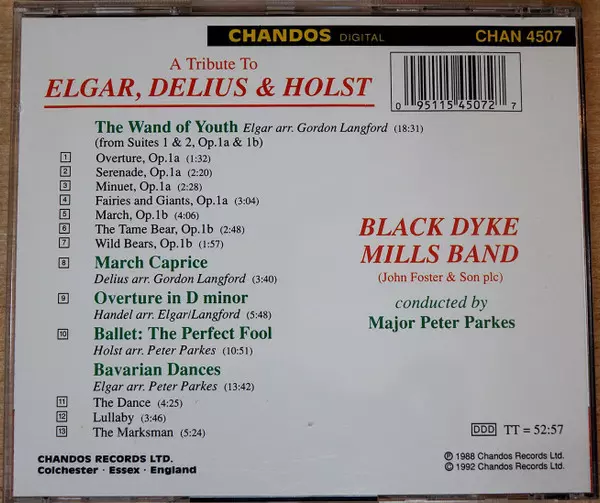 CHANDOS DIGITAL CHAN 4507
A Tribute To
ELGAR, DELIUS & HOLST
0 95115 45072 7
The Wand of Youth Elgar arr. Gordon Langford (18:31)
(from Suites 1 & 2, Op.1a & 1b)
1 Overture, Op.1a (1:32)
2 Serenade, Op.1a (2:20)
3 Minuet, Op.1a (2:28)
4 Fairies and Giants, Op.1a (3:04)
5 March, Op.1b (4:06)
6 The Tame Bear, Op.1b (2:48)
7 Wild Bears, Op.1b (1:57)
8 March Caprice
Delius arr. Gordon Langford (3:40)
9 Overture in D minor
Handel arr. Elgar/Langford (5:48)
10 Ballet: The Perfect Fool
Holst arr. Peter Parkes (10:51)
Bavarian Dances
Elgar arr. Peter Parkes (13:42)
11 The Dance (4:25)
12 Lullaby (3:46)
13 The Marksman (5:24)
BLACK DYKE
MILLS BAND
(John Foster & Son plc)
conducted by
Major Peter Parkes
DDD TT = 52:57
CHANDOS RECORDS LTD.
Colchester · Essex · England
℗ 1988 Chandos Records Ltd.
© 1992 Chandos Records Ltd.